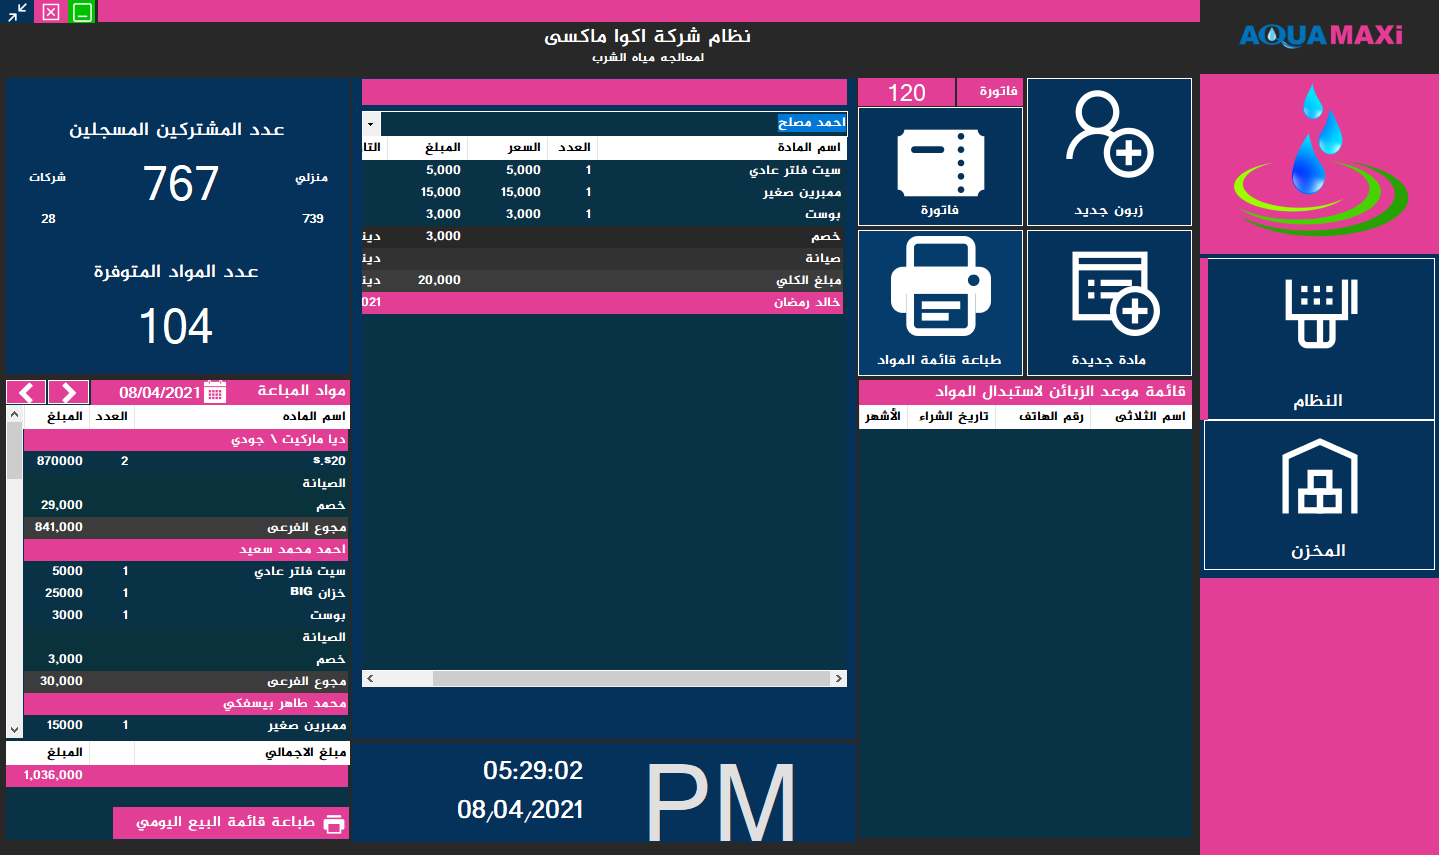 AQUA MAXi
نظام شركة اكوا ماكسى
لمعالجه مياه الشرب
النظام
المخزن
زبون جديد
فاتورة 120
فاتورة
مادة جديدة
طباعة قائمة المواد
قائمة موعد الزبائن لاستبدال المواد
اسم الثلاثى رقم الهاتف تاريخ الشراء الأشهر
احمد مصلح
اسم المادة العدد السعر المبلغ التا
سيت فلتر عادي 1 5,000 5,000
ممبرين صغير 1 15,000 15,000
بوست 1 3,000 3,000
خصم 3,000 دينا
صيانة دينا
مبلغ الكلي 20,000 دينا
خالد رمضان 2021
05:29:02
08/04/2021
PM
عدد المشتركين المسجلين
منزلي 767 شركات
739 28
عدد المواد المتوفرة
104
مواد المباعة 08/04/2021
اسم الماده العدد المبلغ
ديا ماركيت \ جودي
s.s20 2 870000
الصيانة
خصم 29,000
مجوع الفرعى 841,000
احمد محمد سعيد
سيت فلتر عادي 1 5000
خزان BIG 1 25000
بوست 1 3000
الصيانة
خصم 3,000
مجوع الفرعى 30,000
محمد طاهر بيسفكي
ممبرين صغير 1 15000
مبلغ الاجمالي المبلغ
1,036,000
طباعة قائمة البيع اليومي